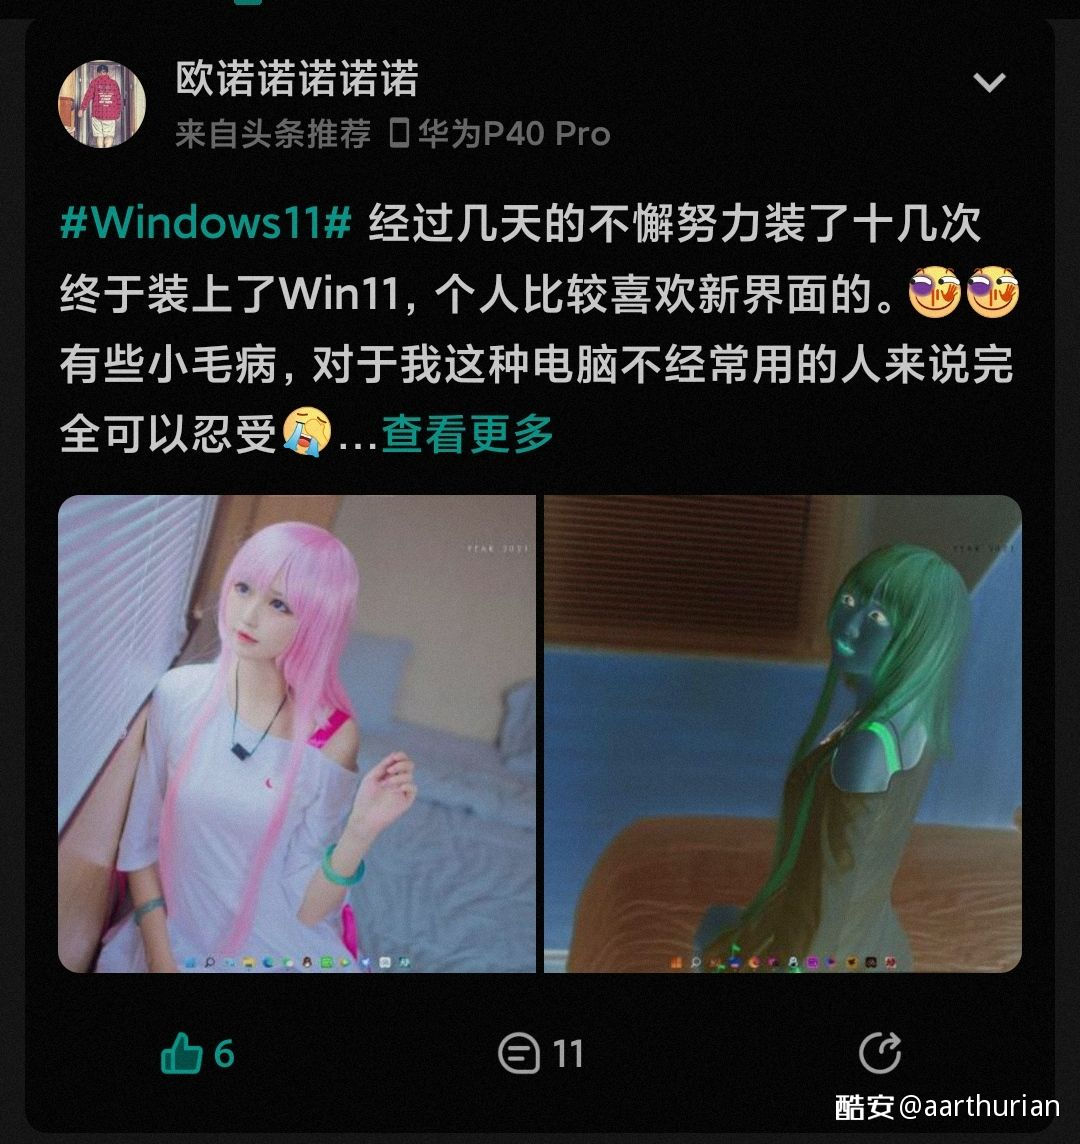 欧诺诺诺诺诺
来自头条推荐 华为P40 Pro
#Windows11# 经过几天的不懈努力装了十几次
终于装上了Win11, 个人比较喜欢新界面的。
有些小毛病, 对于我这种电脑不经常用的人来说完
全可以忍受...查看更多
YEAR 2021
YEAR 2021
6
11
酷安@aarthurian